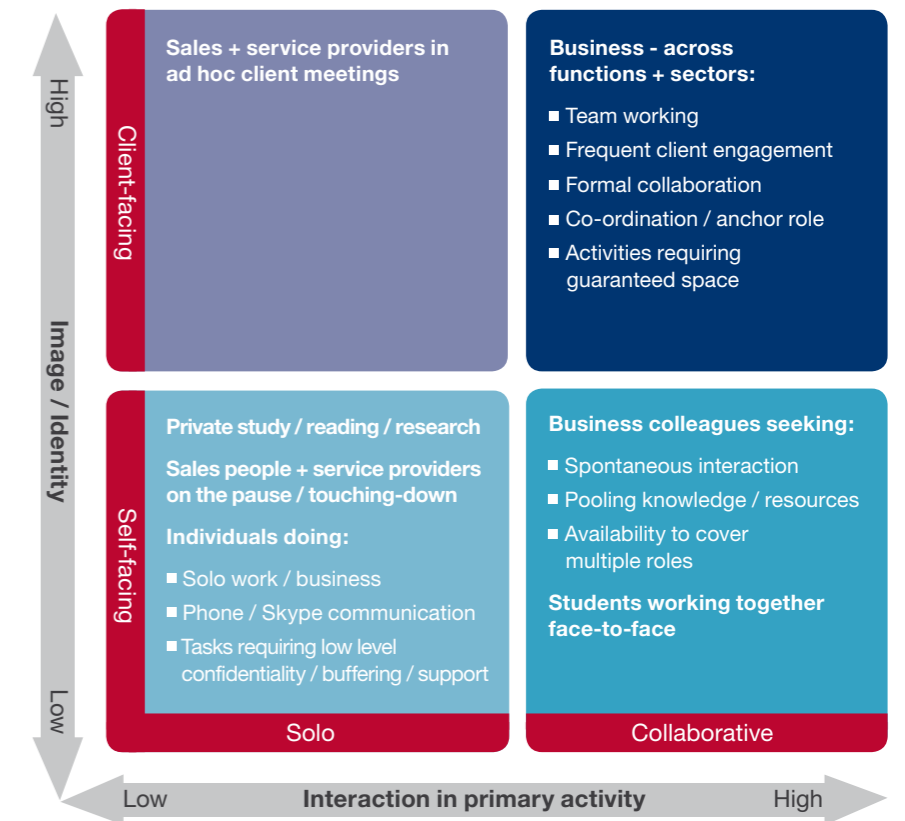 High
Image / Identity
Low
Client-facing
Self-facing
Sales + service providers in
ad hoc client meetings
Business - across
functions + sectors:
Team working
Frequent client engagement
Formal collaboration
Co-ordination / anchor role
Activities requiring
guaranteed space
Private study / reading / research
Sales people + service providers
on the pause / touching-down
Individuals doing:
Solo work / business
Phone / Skype communication
Tasks requiring low level
confidentiality / buffering / support
Business colleagues seeking:
Spontaneous interaction
Pooling knowledge / resources
Availability to cover
multiple roles
Students working together
face-to-face
Solo
Collaborative
Low
Interaction in primary activity
High